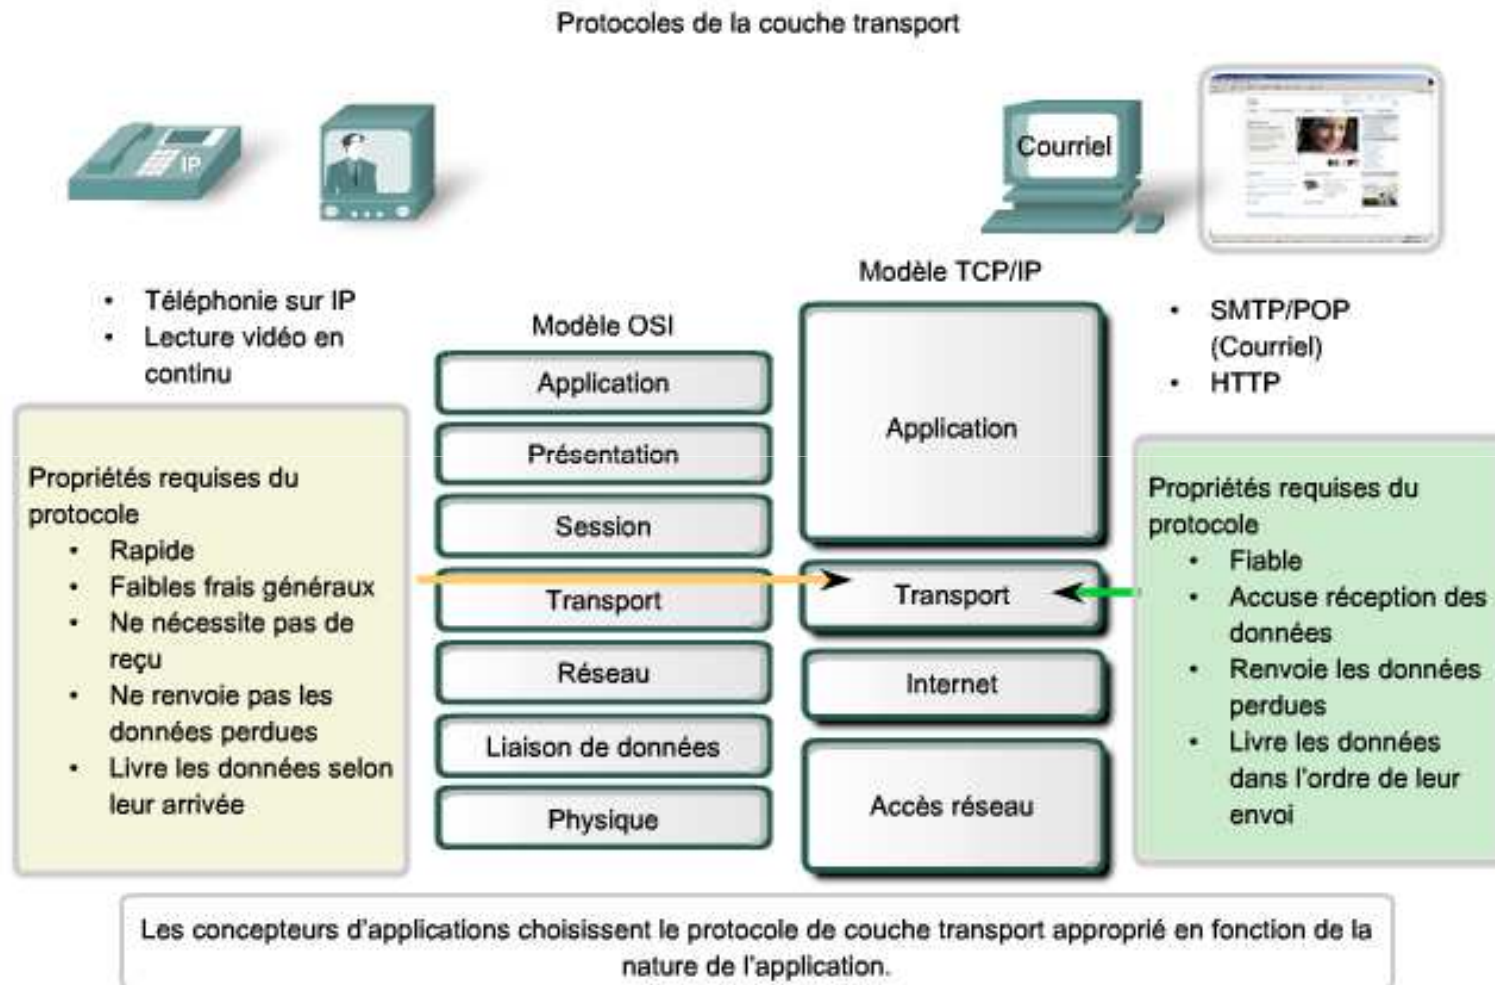 Protocoles de la couche transport
IP
Courriel
• Téléphonie sur IP
• Lecture vidéo en
continu
Propriétés requises du
protocole
• Rapide
• Faibles frais généraux
• Ne nécessite pas de
reçu
• Ne renvoie pas les
données perdues
• Livre les données selon
leur arrivée
Modèle OSI
Application
Présentation
Session
Transport
Réseau
Liaison de données
Physique
Modèle TCP/IP
Application
Transport
Internet
Accès réseau
• SMTP/POP
(Courriel)
• HTTP
Propriétés requises du
protocole
• Fiable
• Accuse réception des
données
• Renvoie les données
perdues
• Livre les données
dans l'ordre de leur
envoi
Les concepteurs d'applications choisissent le protocole de couche transport approprié en fonction de la
nature de l'application.